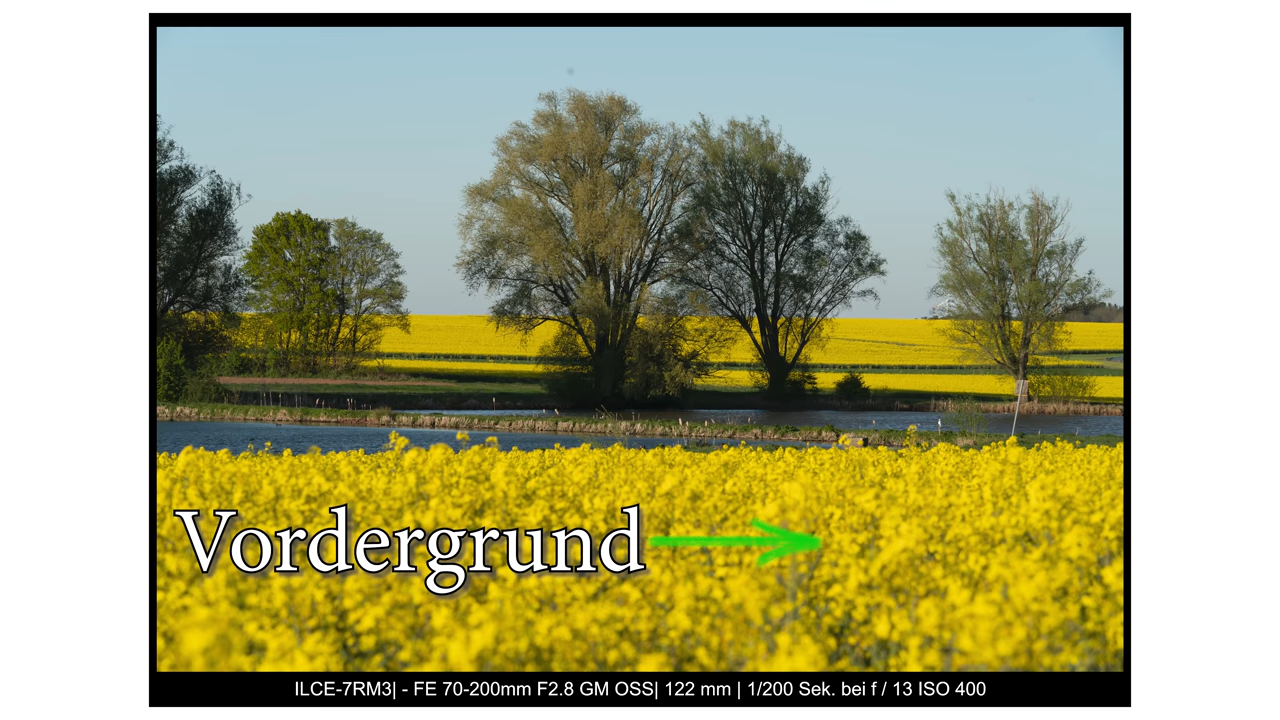 Vordergrund
ILCE-7RM3| - FE 70-200mm F2.8 GM OSS| 122 mm | 1/200 Sek. bei f / 13 ISO 400